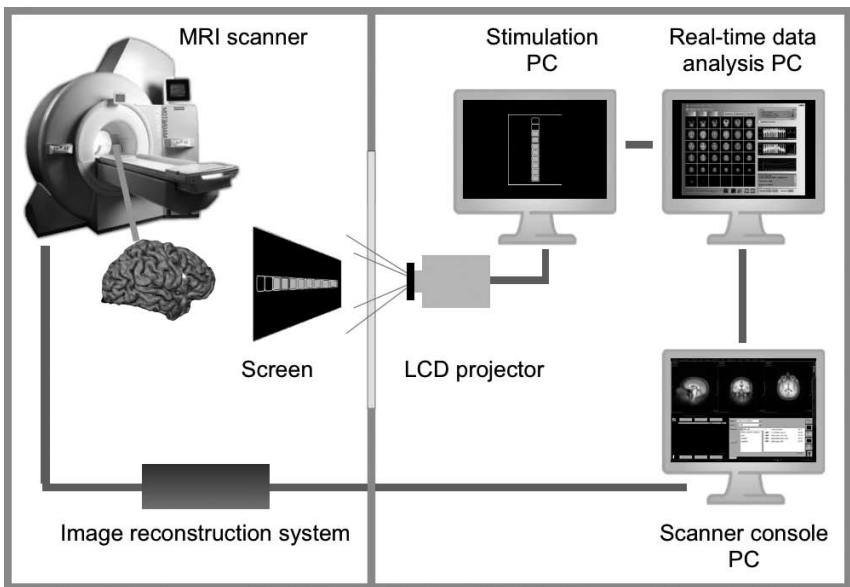 MRI scanner
Stimulation
PC
Real-time data
analysis PC
Screen
LCD projector
Image reconstruction system
Scanner console
PC